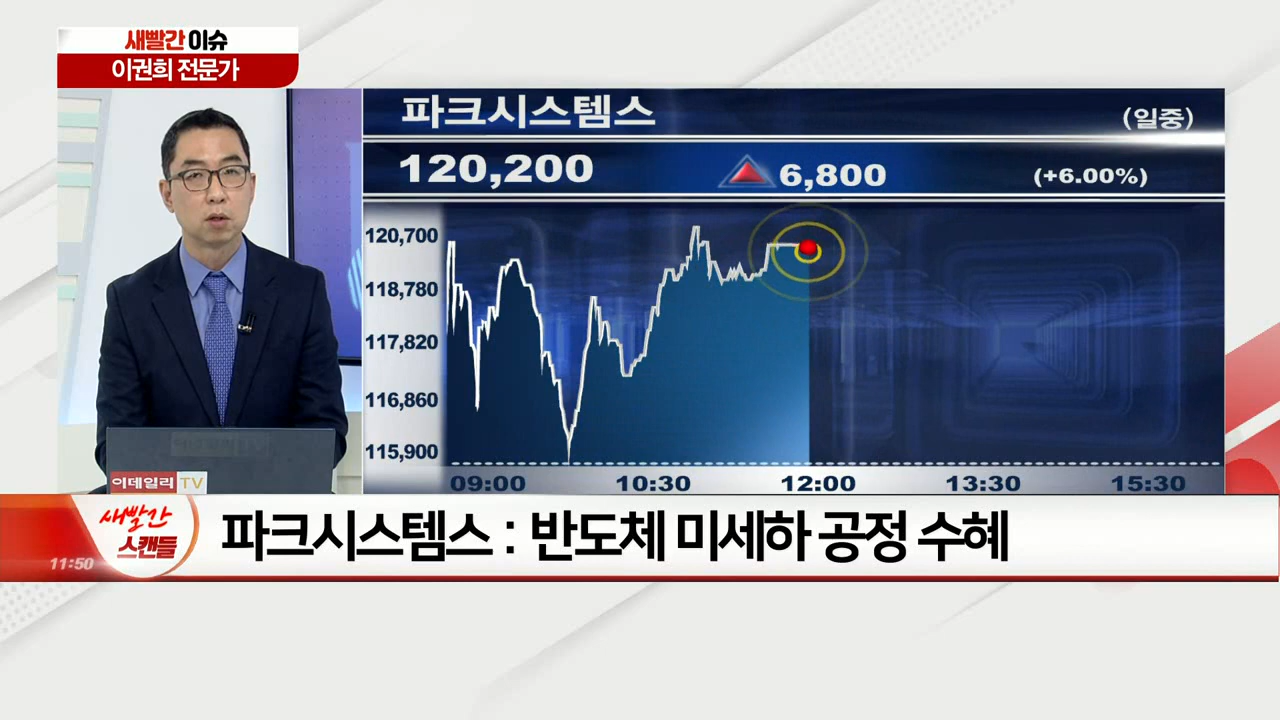 새빨간 이슈
이권희 전문가
파크시스템스
(일중)
120,200
6,800
(+6.00%)
120,700
118,780
117,820
116,860
115,900
09:00
10:30
12:00
13:30
15:30
이데일리 TV
새빨간
스캔들
11:50
파크시스템스 : 반도체 미세하 공정 수혜